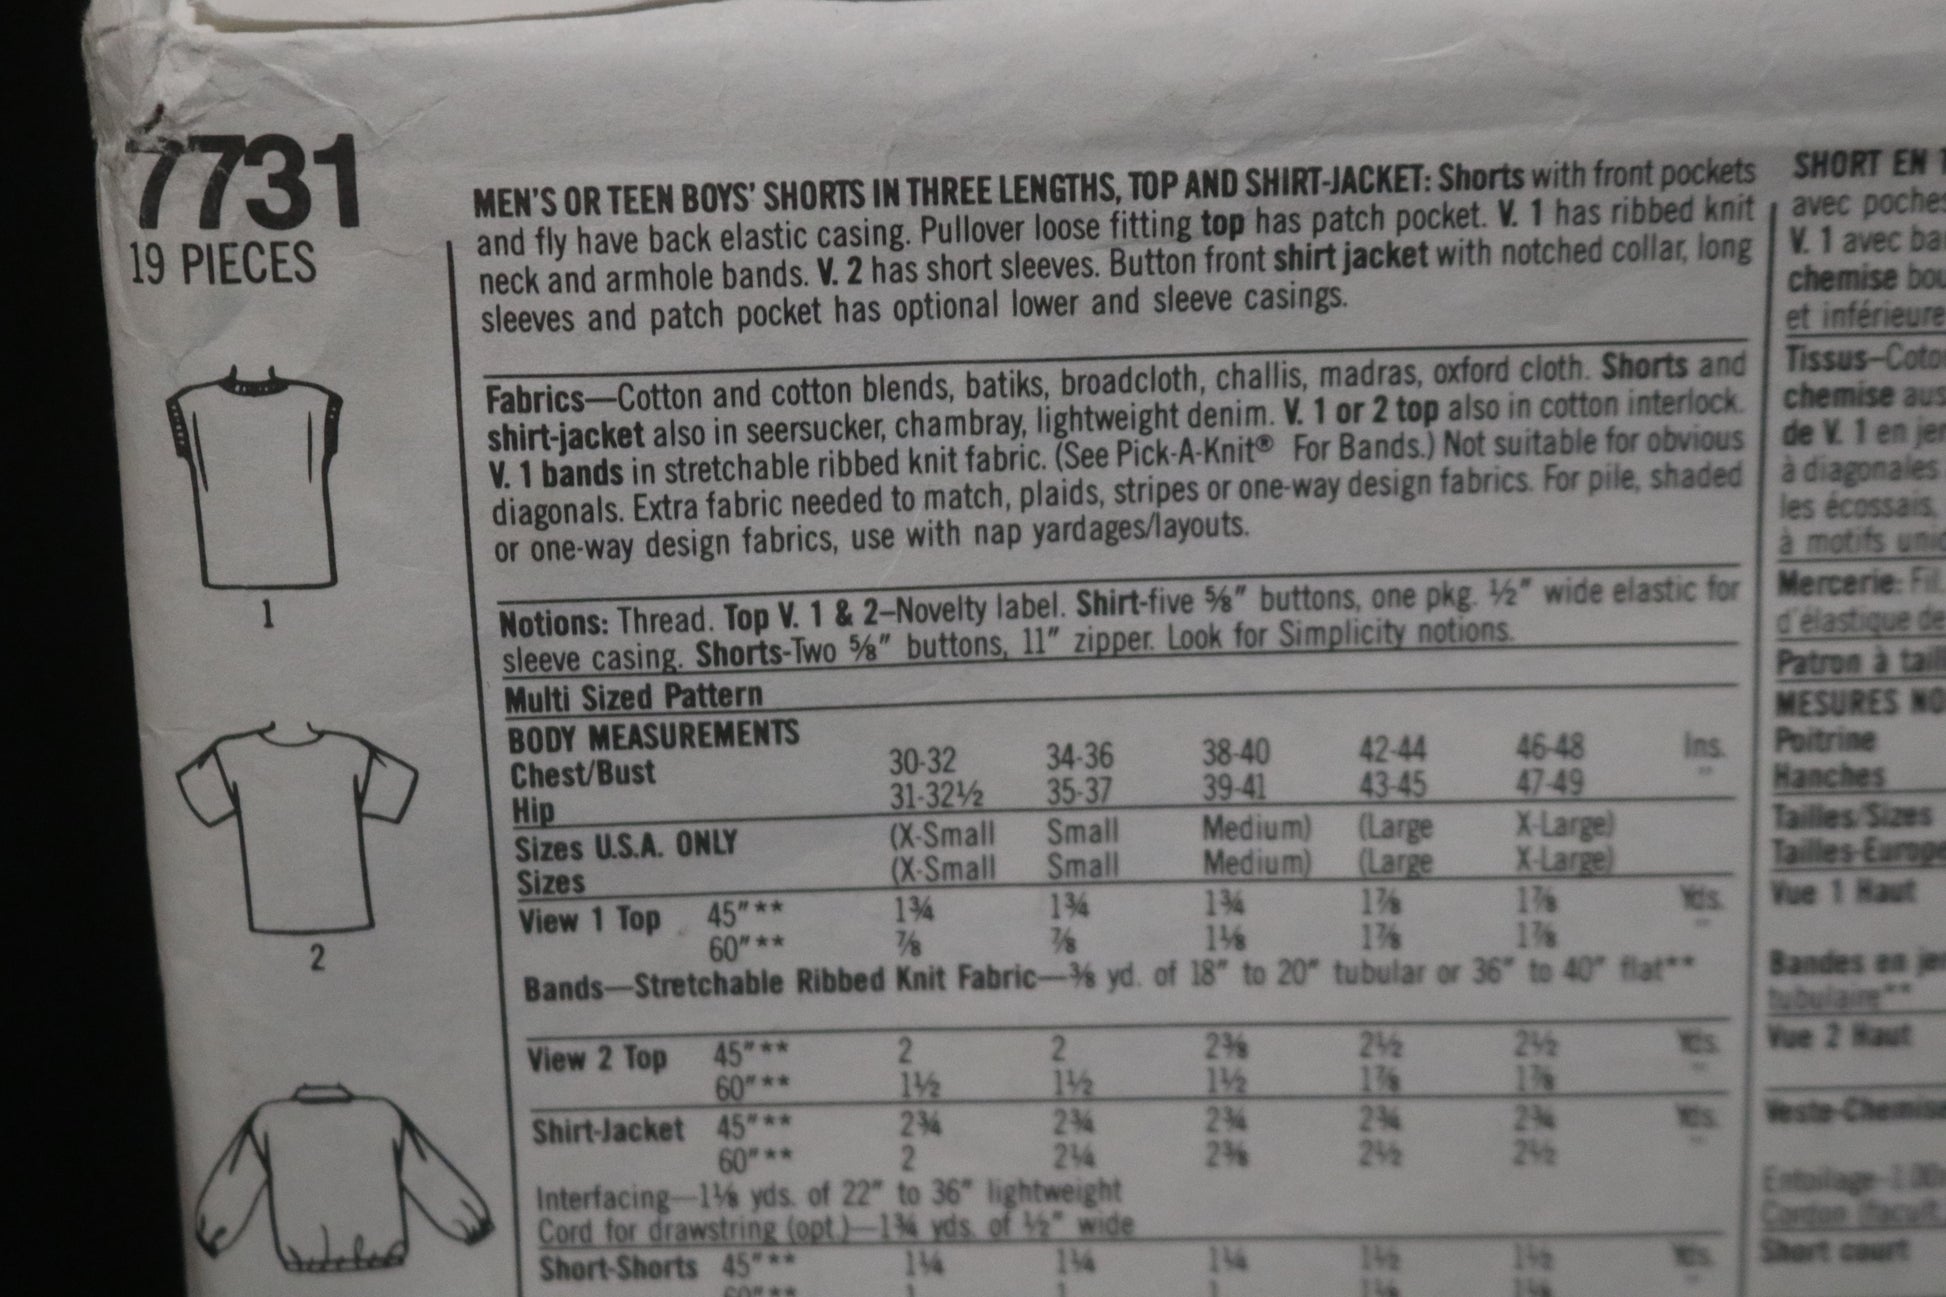 7731
19 PIECES
1
2
MEN'S OR TEEN BOYS' SHORTS IN THREE LENGTHS, TOP AND SHIRT-JACKET: Shorts with front pockets
and fly have back elastic casing. Pullover loose fitting top has patch pocket. V. 1 has ribbed knit
neck and armhole bands. V. 2 has short sleeves. Button front shirt jacket with notched collar, long
sleeves and patch pocket has optional lower and sleeve casings.
Fabrics—Cotton and cotton blends, batiks, broadcloth, challis, madras, oxford cloth. Shorts and
shirt-jacket also in seersucker, chambray, lightweight denim. V. 1 or 2 top also in cotton interlock.
V. 1 bands in stretchable ribbed knit fabric. (See Pick-A-Knit® For Bands.) Not suitable for obvious
diagonals. Extra fabric needed to match, plaids, stripes or one-way design fabrics. For pile, shaded
or one-way design fabrics, use with nap yardages/layouts.
Notions: Thread. Top V. 1 & 2–Novelty label. Shirt-five ⅝" buttons, one pkg. ½" wide elastic for
sleeve casing. Shorts-Two ⅝" buttons, 11" zipper. Look for Simplicity notions.
Multi Sized Pattern
BODY MEASUREMENTS
Chest/Bust 30-32 34-36 38-40 42-44 46-48 Ins.
Hip 31-32½ 35-37 39-41 43-45 47-49 "
Sizes U.S.A. ONLY (X-Small Small Medium) (Large X-Large)
Sizes (X-Small Small Medium) (Large X-Large)
View 1 Top 45"** 1¾ 1¾ 1¾ 1⅞ 1⅞ Yds.
60"** ⅞ ⅞ 1⅛ 1⅞ 1⅞ "
Bands—Stretchable Ribbed Knit Fabric—⅜ yd. of 18" to 20" tubular or 36" to 40" flat**
View 2 Top 45"** 2 2 2⅜ 2½ 2½ Yds.
60"** 1½ 1½ 1½ 1⅞ 1⅞ "
Shirt-Jacket 45"** 2¾ 2¾ 2¾ 2¾ 2¾ Yds.
60"** 2 2¼ 2⅜ 2½ 2½ "
Interfacing—1⅛ yds. of 22" to 36" lightweight
Cord for drawstring (opt.)—1¾ yds. of ½" wide
Short-Shorts 45"** 1¼ 1¼ 1¼ 1½ 1½ Yds.
60"** 1 1 1
SHORT EN
avec poches
V. 1 avec
chemise
et inférieure
Tissus—
chemise
de V. 1 en
à diagonales
les écossais,
à motifs
Mercerie: Fil.
d'élastique de
Patron à
MESURES
Poitrine
Hanches
Tailles/Sizes
Tailles
Vue 1 Haut
Bandes en
tubulaire**
Vue 2 Haut
Veste-Chemise
Entoilage
Short court